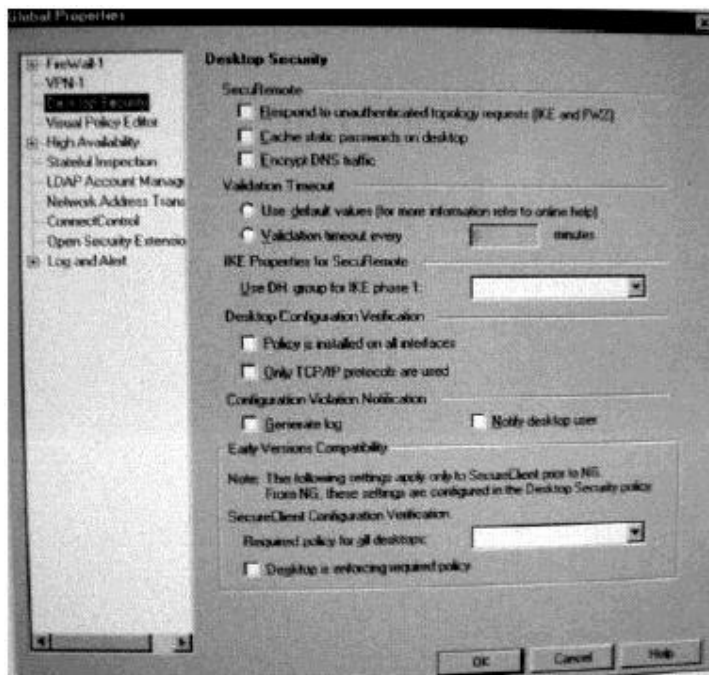 Global Properties
FireWall-1
VPN-1
Desktop Security
Visual Policy Editor
High Availability
Stateful Inspection
LDAP Account Manag
Network Address Trans
ConnectControl
Open Security Extensio
Log and Alert
Desktop Security
SecuRemote
Respond to unauthenticated topology requests (IKE and FWZ)
Cache static passwords on desktop
Encrypt DNS traffic
Validation Timeout
Use default values (for more information refer to online help)
Validation timeout every minutes
IKE Properties for SecuRemote
Use DH group for IKE phase 1:
Desktop Configuration Verification
Policy is installed on all interfaces
Only TCP/IP protocols are used
Configuration Violation Notification
Generate log Notify desktop user
Early Versions Compatibility
Note: The following settings apply only to SecureClient prior to NG.
From NG, these settings are configured in the Desktop Security policy
SecureClient Configuration Verification
Required policy for all desktops:
Desktop is enforcing required policy
OK Cancel Help